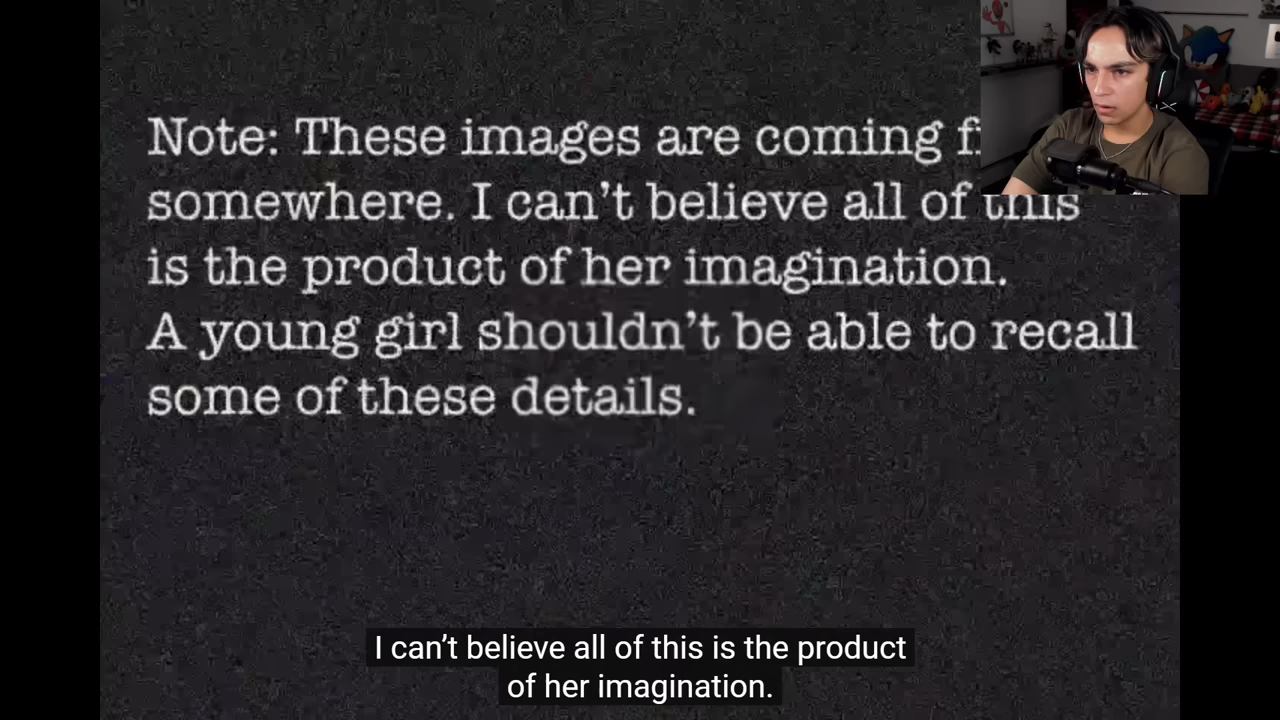 Note: These images are coming
somewhere. I can't believe all of this
is the product of her imagination.
A young girl shouldn't be able to recall
some of these details.
I can't believe all of this is the product
of her imagination.